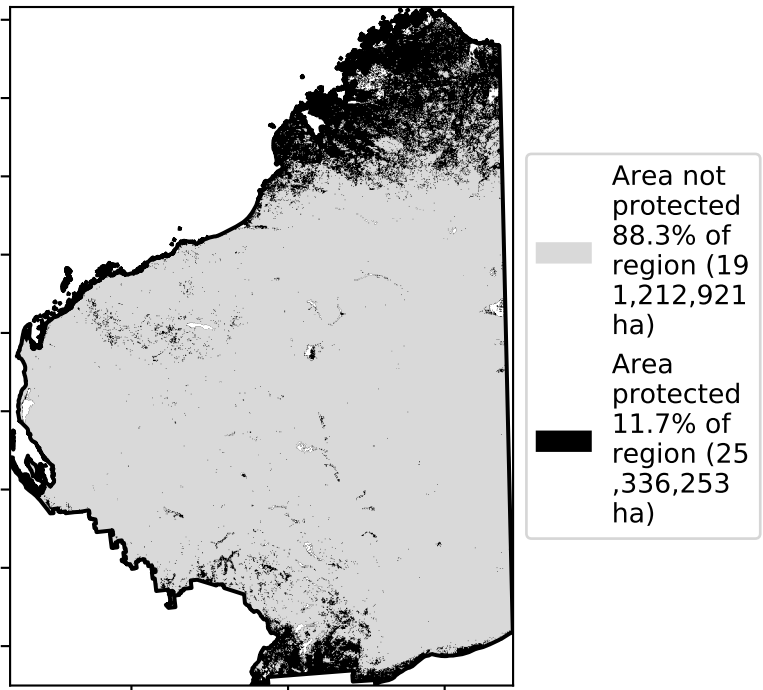 Area not
protected
88.3% of
region (19
1,212,921
ha)
Area
protected
11.7% of
region (25
,336,253
ha)